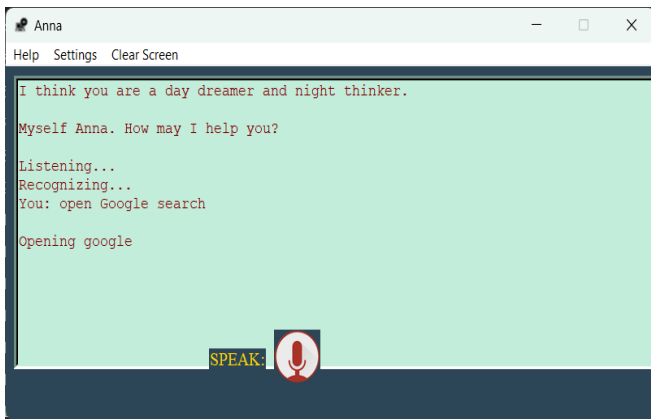 Anna
Help Settings Clear Screen
I think you are a day dreamer and night thinker.
Myself Anna. How may I help you?
Listening...
Recognizing...
You: open Google search
Opening google
SPEAK: